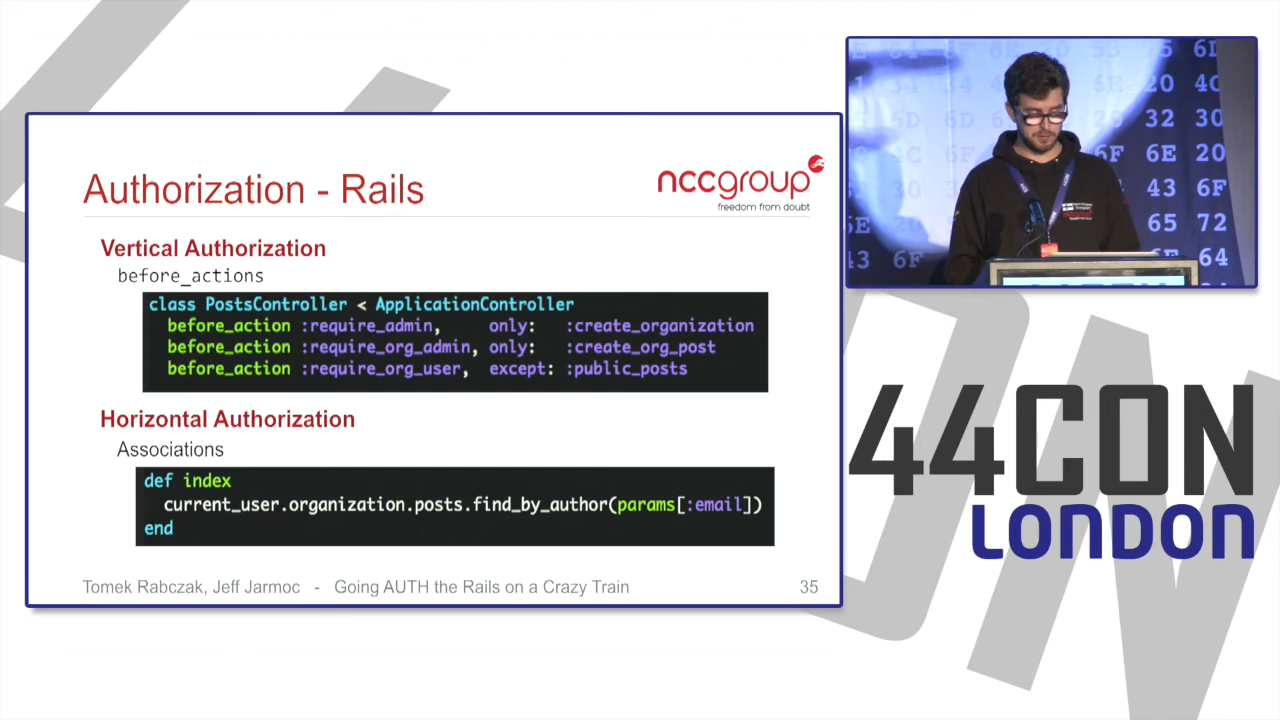 Authorization - Rails
nccgroup
freedom from doubt
Vertical Authorization
before_actions
class PostsController < ApplicationController
before_action :require_admin, only: :create_organization
before_action :require_org_admin, only: :create_org_post
before_action :require_org_user, except: :public_posts
Horizontal Authorization
Associations
def index
current_user.organization.posts.find_by_author(params[:email])
end
Tomek Rabczak, Jeff Jarmoc - Going AUTH the Rails on a Crazy Train 35
44CON
LONDON